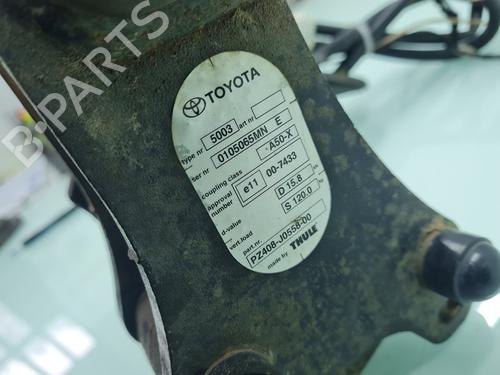 TOYOTA
type nr 5003 art nr
ser nr 0105065MN E
coupling class A50-X
approval number e11 00-7433
d-value D 15.8
vert.load S 120.0
part.nr. PZ408-J0558-00
made by THULE
B-PARTS